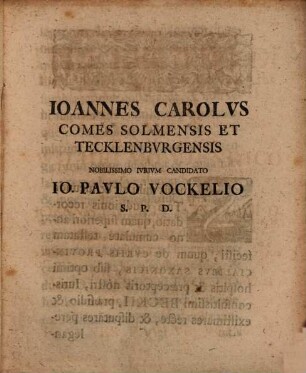 IOANNES CAROLVS
COMES SOLMENSIS ET
TECKLENBVRGENSIS
NOBILISSIMO IVRIVM CANDIDATO
IO. PAVLO VOCKELIO
S. P. D.